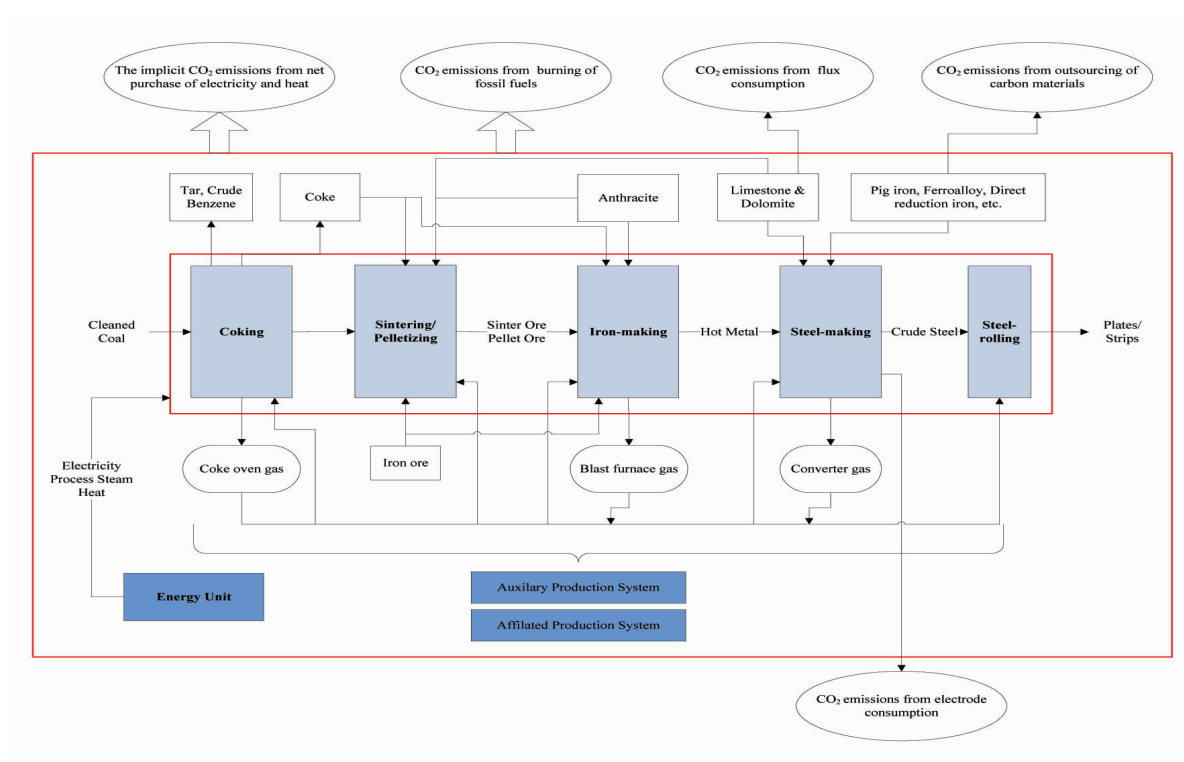 The implicit CO₂ emissions from net
purchase of electricity and heat
CO₂ emissions from burning of
fossil fuels
CO₂ emissions from flux
consumption
CO₂ emissions from outsourcing of
carbon materials
Tar, Crude
Benzene
Coke
Anthracite
Limestone &
Dolomite
Pig iron, Ferroalloy, Direct
reduction iron, etc.
Cleaned
Coal
Coking
Sintering/
Pelletizing
Sinter Ore
Pellet Ore
Iron-making
Hot Metal
Steel-making
Crude Steel
Steel-
rolling
Plates/
Strips
Electricity
Process Steam
Heat
Coke oven gas
Iron ore
Blast furnace gas
Converter gas
Energy Unit
Auxilary Production System
Affilated Production System
CO₂ emissions from electrode
consumption